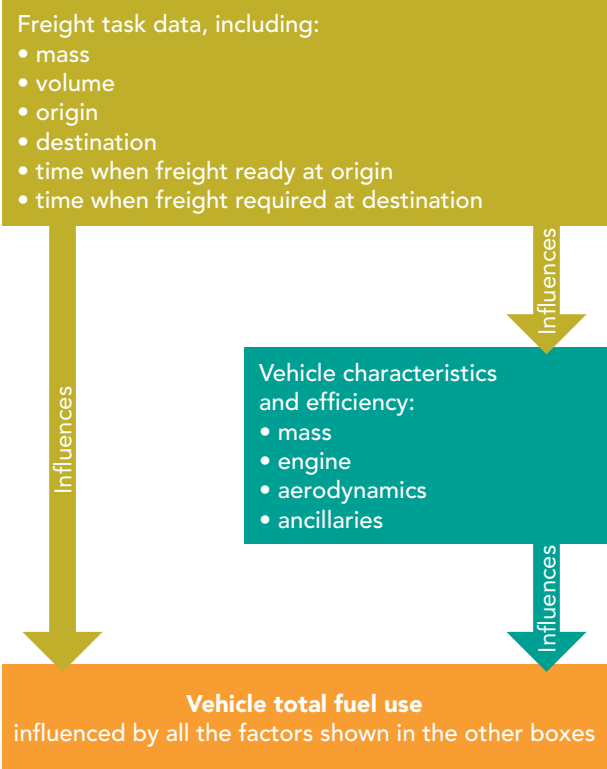 Freight task data, including:
• mass
• volume
• origin
• destination
• time when freight ready at origin
• time when freight required at destination
Influences
Influences
Vehicle characteristics
and efficiency:
• mass
• engine
• aerodynamics
• ancillaries
Influences
Vehicle total fuel use
influenced by all the factors shown in the other boxes